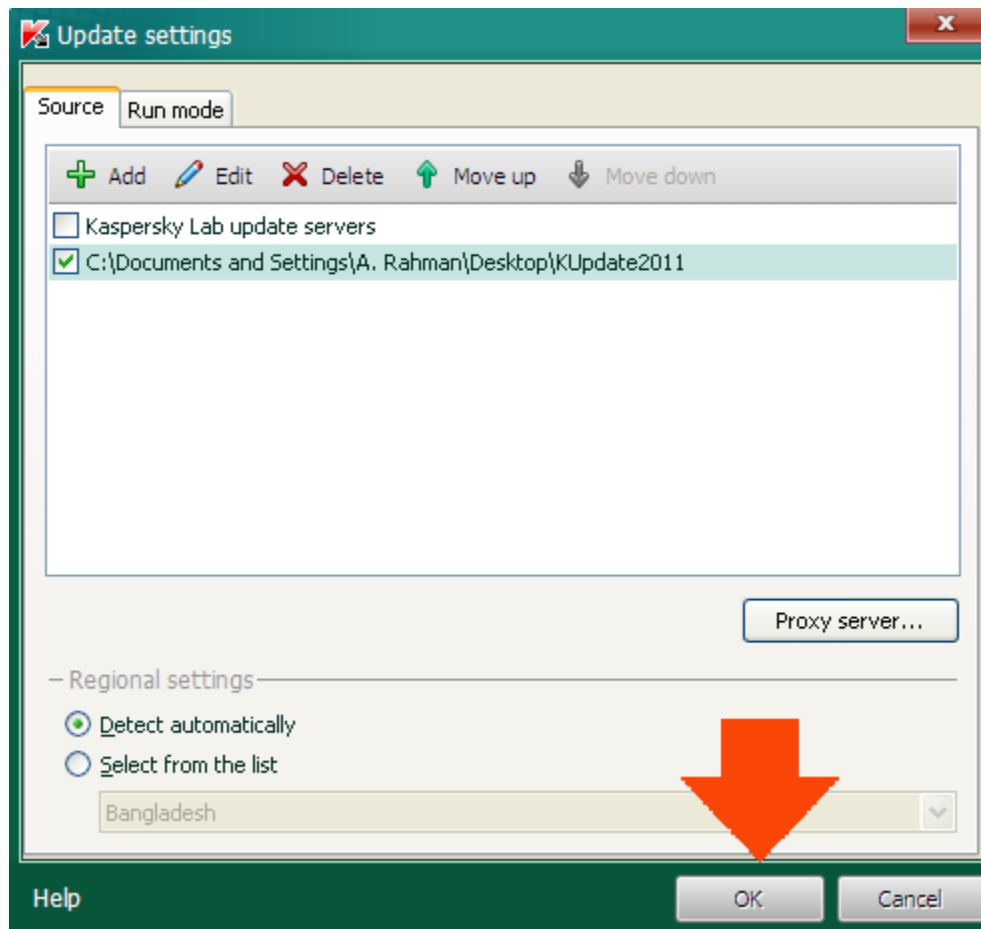 Update settings
Source Run mode
Add Edit Delete Move up Move down
Kaspersky Lab update servers
C:\Documents and Settings\A. Rahman\Desktop\KUpdate2011
Proxy server...
Regional settings
Detect automatically
Select from the list
Bangladesh
Help OK Cancel